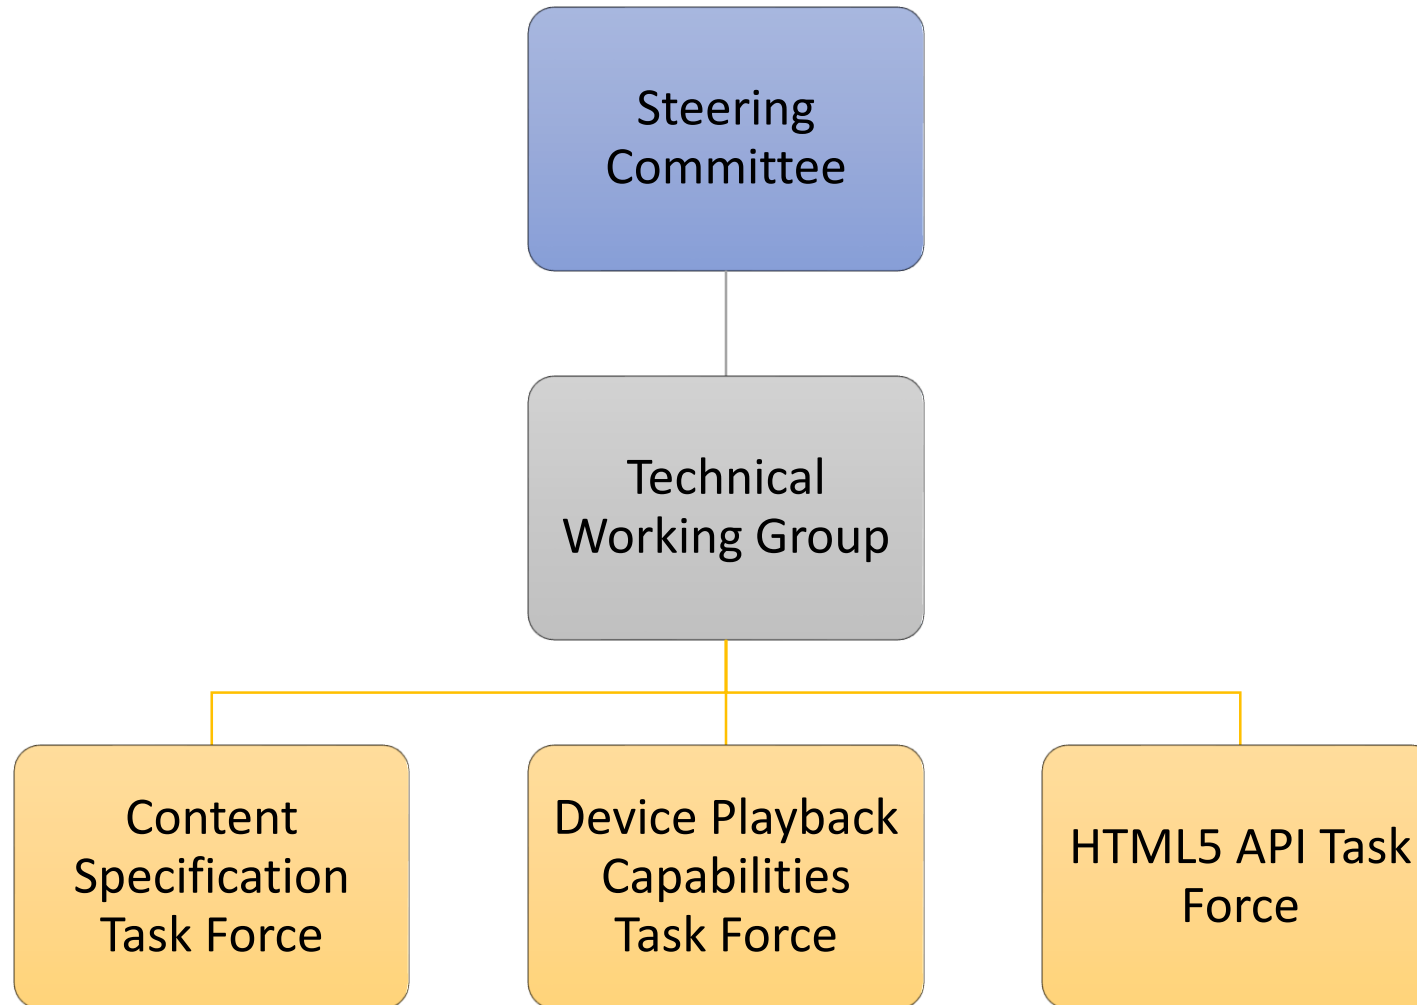 Steering
Committee
Technical
Working Group
Content
Specification
Task Force
Device Playback
Capabilities
Task Force
HTML5 API Task
Force